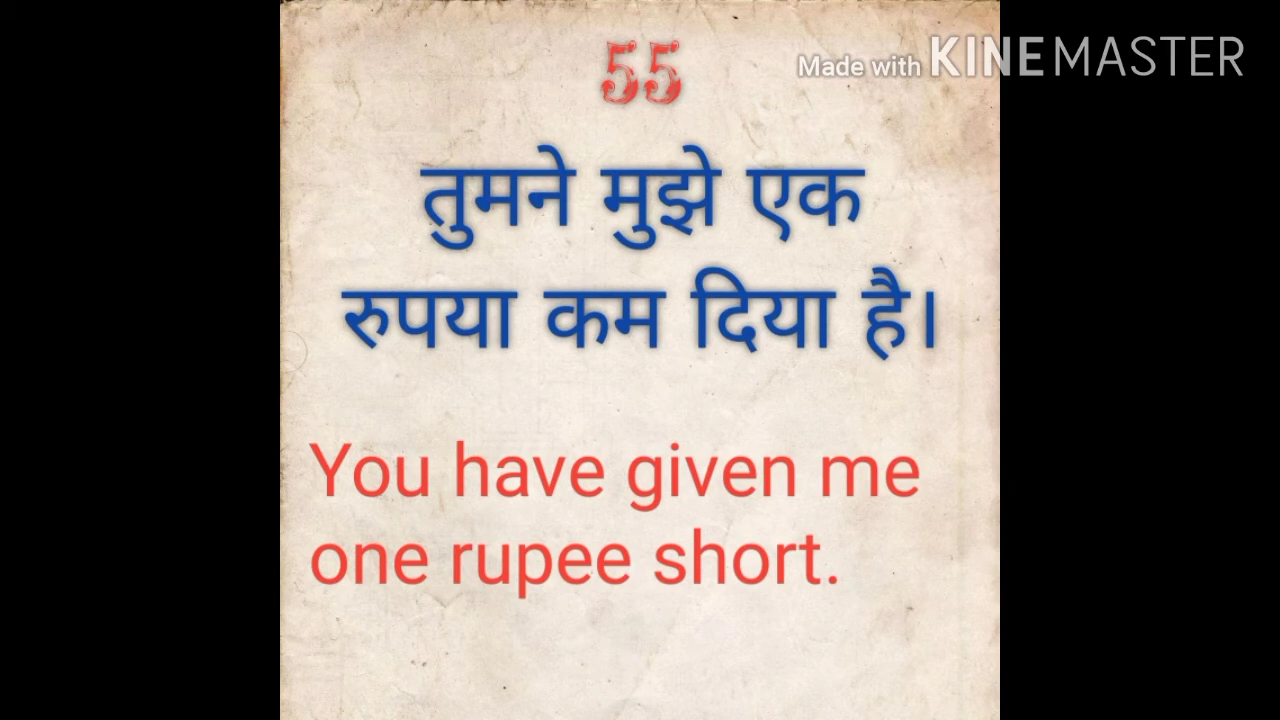 55
Made with KINEMASTER
तुमने मुझे एक
रुपया कम दिया है।
You have given me
one rupee short.